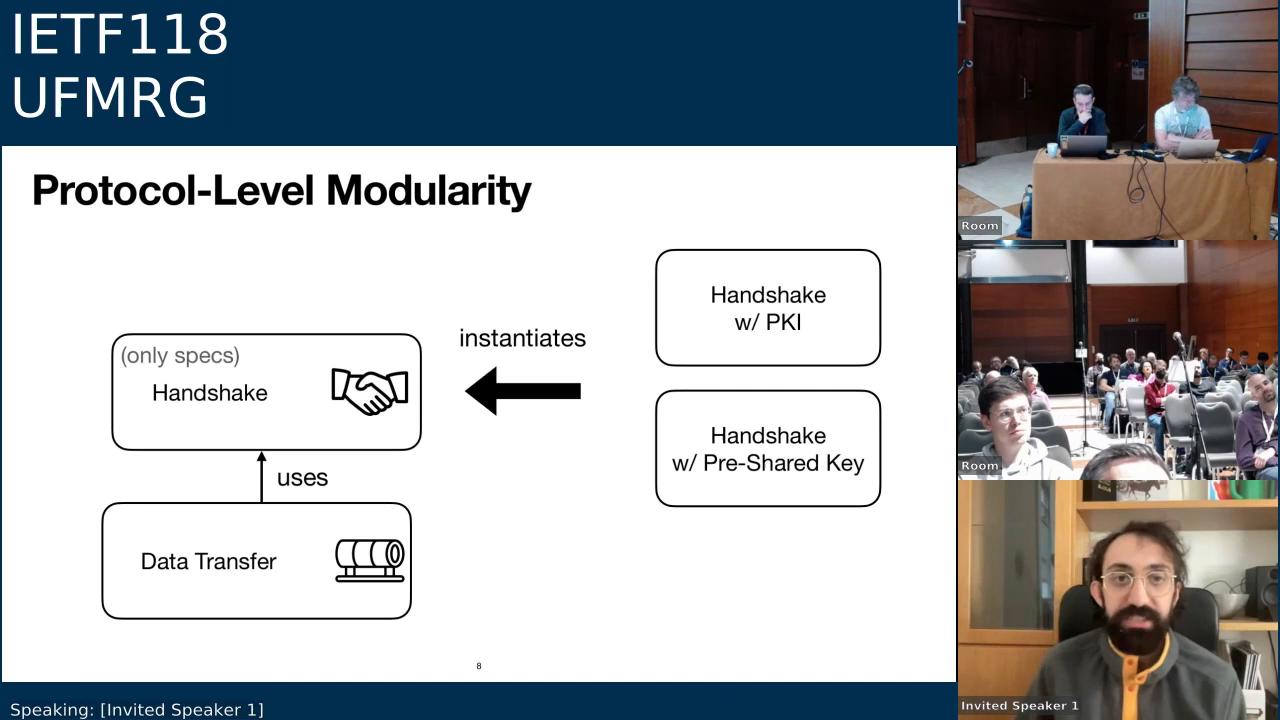 IETF118
UFMRG
Protocol-Level Modularity
(only specs)
Handshake
uses
Data Transfer
instantiates
Handshake
w/ PKI
Handshake
w/ Pre-Shared Key
8
Speaking: [Invited Speaker 1]
Room
Room
Invited Speaker 1